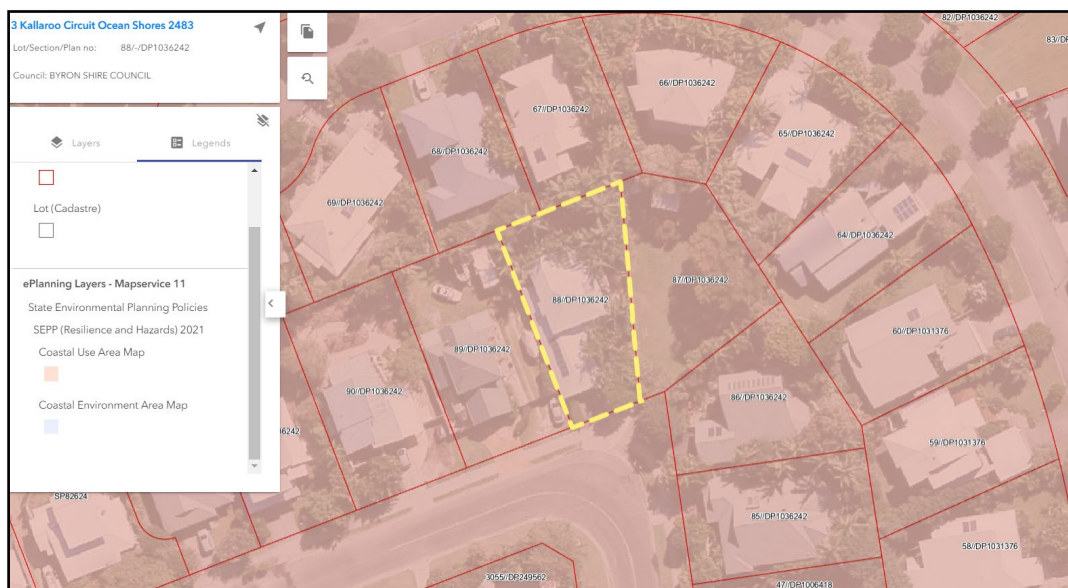 3 Kallaroo Circuit Ocean Shores 2483
Lot/Section/Plan no: 88/-/DP1036242
Council: BYRON SHIRE COUNCIL
Layers Legends
Lot (Cadastre)
ePlanning Layers - Mapservice 11
State Environmental Planning Policies
SEPP (Resilience and Hazards) 2021
Coastal Use Area Map
Coastal Environment Area Map
82//DP1036242
83//DP
66//DP1036242
67//DP1036242
65//DP1036242
68//DP1036242
69//DP1036242
64//DP1036242
87//DP1036242
88//DP1036242
60//DP1031376
89//DP1036242
90//DP1036242
86//DP1036242
36242
59//DP1031376
SP82624
85//DP1036242
58//DP1031376
3055//DP249562
47//DP1006418